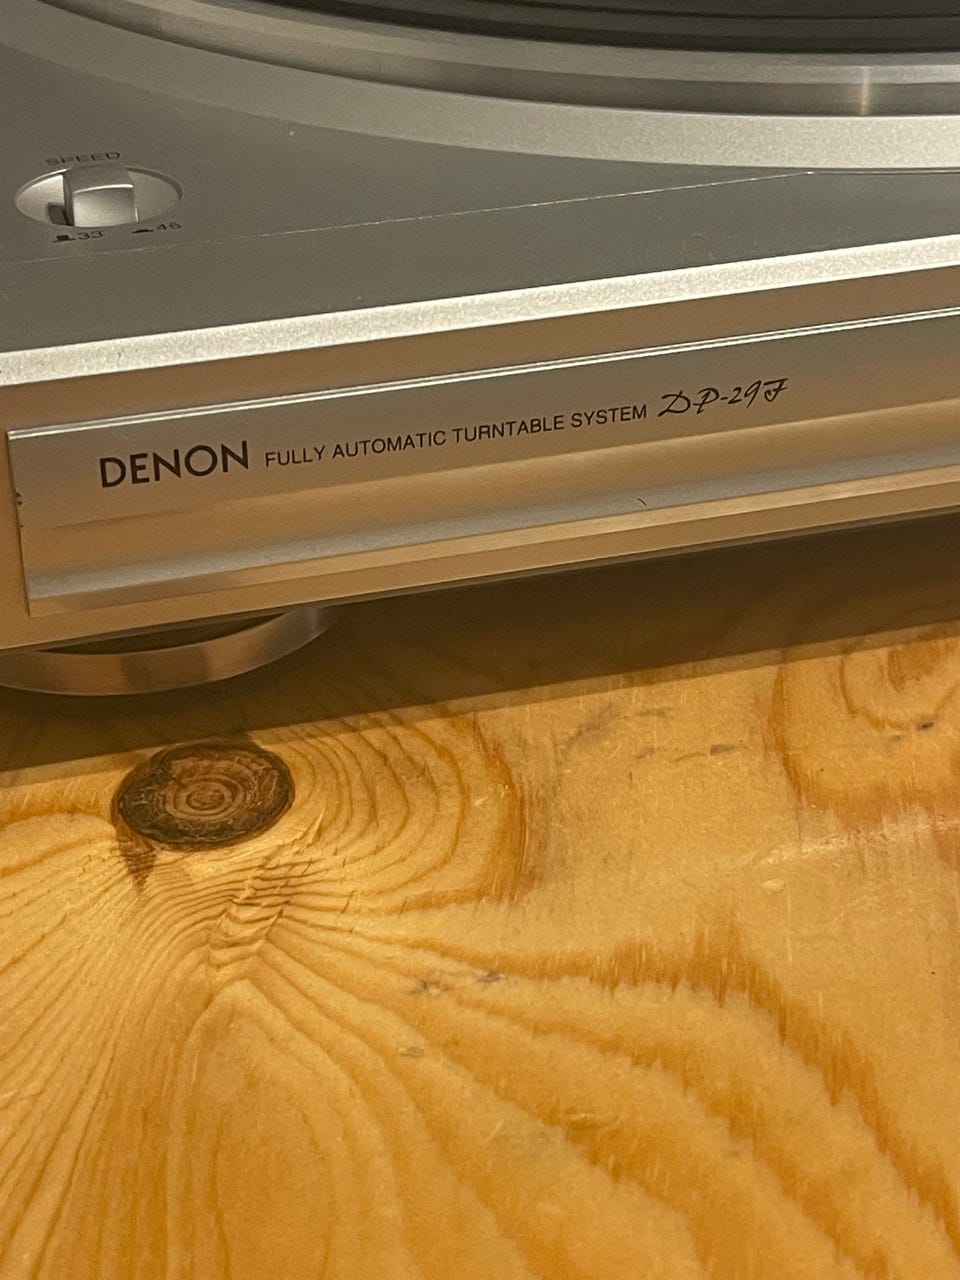 SPEED
33 45
DENON FULLY AUTOMATIC TURNTABLE SYSTEM DP-29F